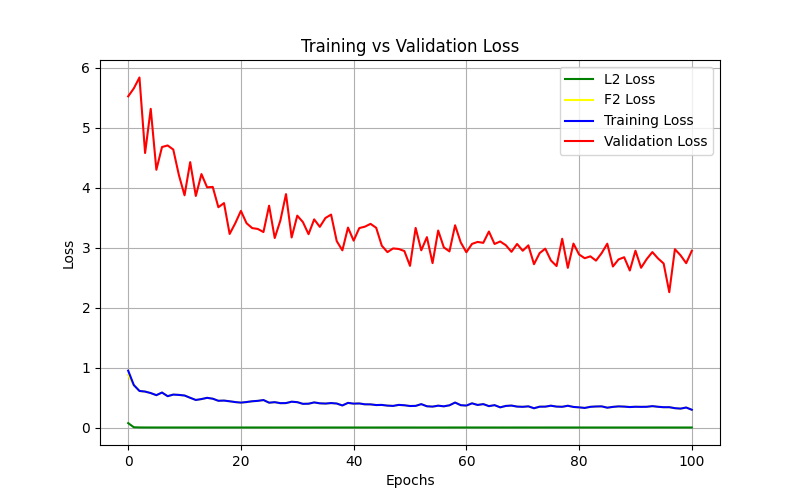 Training vs Validation Loss
6
5
4
3
2
1
0
Loss
L2 Loss
F2 Loss
Training Loss
Validation Loss
0 20 40 60 80 100
Epochs